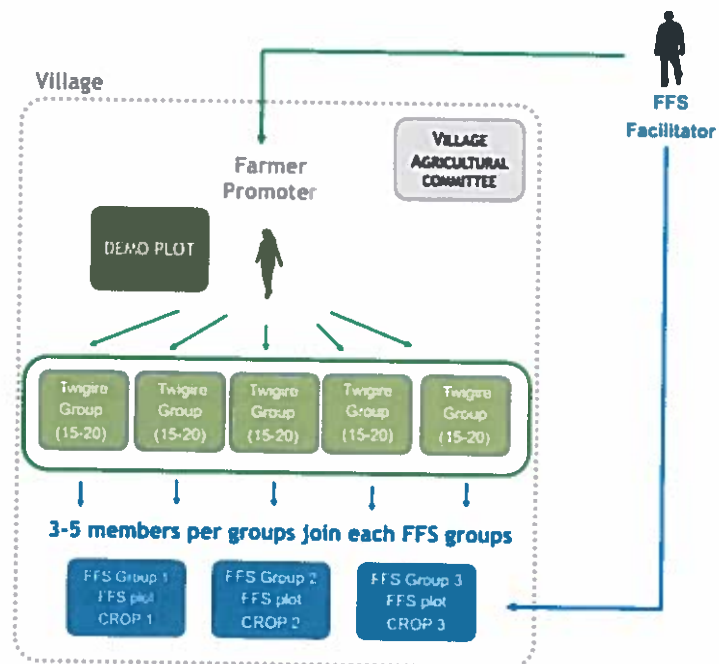 Village
FFS
Facilitator
VILLAGE
AGRICULTURAL
COMMITTEE
Farmer
Promoter
DEMO PLOT
Twigire
Group
(15-20)
Twigire
Group
(15-20)
Twigire
Group
(15-20)
Twigire
Group
(15-20)
Twigire
Group
(15-20)
3-5 members per groups join each FFS groups
FFS Group 1
FFS plot
CROP 1
FFS Group 2
FFS plot
CROP 2
FFS Group 3
FFS plot
CROP 3